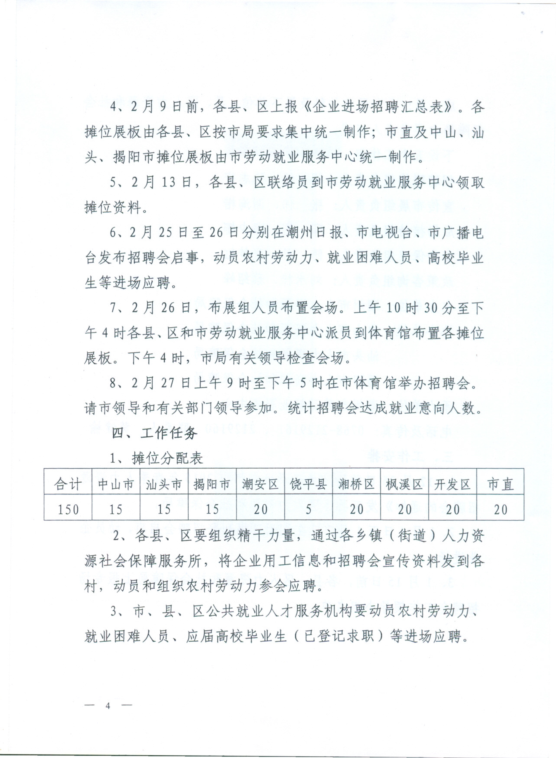 4、2 月 9 日前，各县、区上报《企业进场招聘汇总表》。各
摊位展板由各县、区按市局要求集中统一制作；市直及中山、汕
头、揭阳市摊位展板由市劳动就业服务中心统一制作。
5、2 月 13 日，各县、区联络员到市劳动就业服务中心领取
摊位资料。
6、2 月 25 日至 26 日分别在潮州日报、市电视台、市广播电
台发布招聘会启事，动员农村劳动力、就业困难人员、高校毕业
生等进场应聘。
7、2 月 26 日，布展组人员布置会场。上午 10 时 30 分至下
午 4 时各县、区和市劳动就业服务中心派员到体育馆布置各摊位
展板。下午 4 时，市局有关领导检查会场。
8、2 月 27 日上午 9 时至下午 5 时在市体育馆举办招聘会。
请市领导和有关部门领导参加。统计招聘会达成就业意向人数。
四、工作任务
1、摊位分配表
合计 中山市 汕头市 揭阳市 潮安区 饶平县 湘桥区 枫溪区 开发区 市直
150 15 15 15 20 5 20 20 20 20
2、各县、区要组织精干力量，通过各乡镇（街道）人力资
源社会保障服务所，将企业用工信息和招聘会宣传资料发到各
村，动员和组织农村劳动力参会应聘。
3、市、县、区公共就业人才服务机构要动员农村劳动力、
就业困难人员、应届高校毕业生（已登记求职）等进场应聘。
— 4 —